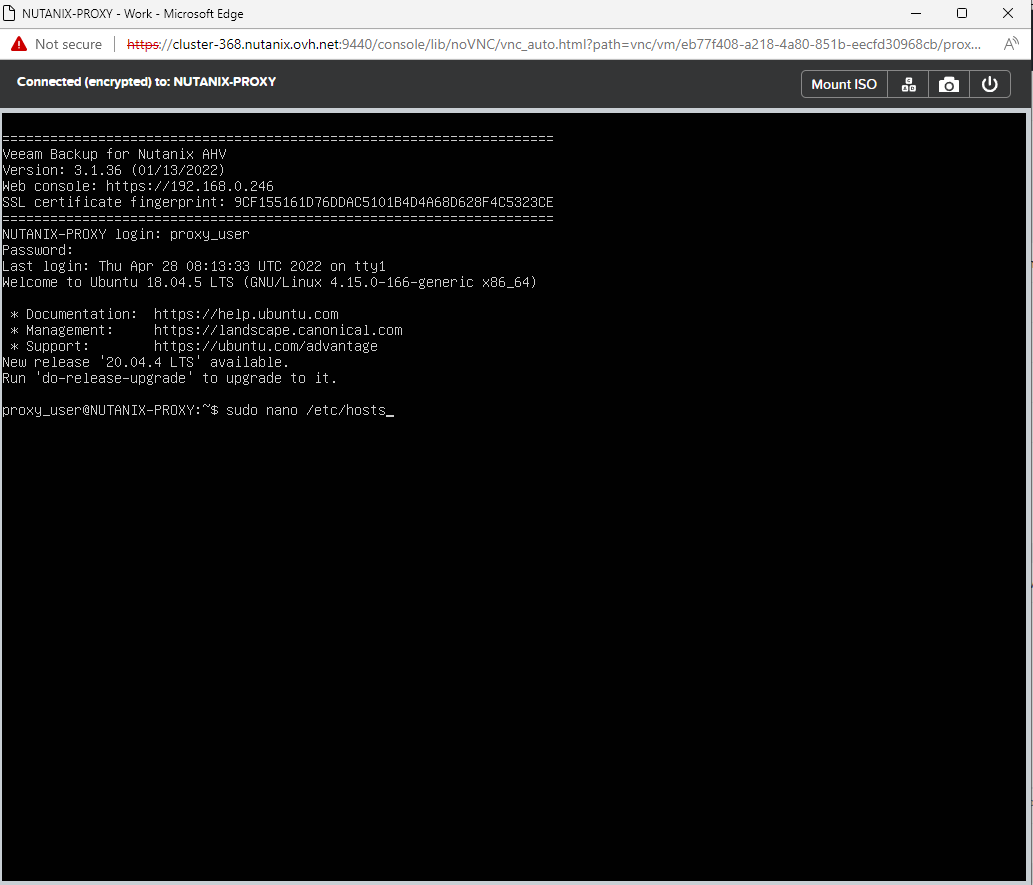 NUTANIX-PROXY - Work - Microsoft Edge
Not secure | https://cluster-368.nutanix.ovh.net:9440/console/lib/noVNC/vnc_auto.html?path=vnc/vm/eb77f408-a218-4a80-851b-eecfd30968cb/prox...
Connected (encrypted) to: NUTANIX-PROXY
Mount ISO
=====================================================================
Veeam Backup for Nutanix AHV
Version: 3.1.36 (01/13/2022)
Web console: https://192.168.0.246
SSL certificate fingerprint: 9CF155161D76DDAC5101B4D4A68D628F4C5323CE
=====================================================================
NUTANIX-PROXY login: proxy_user
Password:
Last login: Thu Apr 28 08:13:33 UTC 2022 on tty1
Welcome to Ubuntu 18.04.5 LTS (GNU/Linux 4.15.0-166-generic x86_64)
* Documentation: https://help.ubuntu.com
* Management: https://landscape.canonical.com
* Support: https://ubuntu.com/advantage
New release '20.04.4 LTS' available.
Run 'do-release-upgrade' to upgrade to it.
proxy_user@NUTANIX-PROXY:~$ sudo nano /etc/hosts_